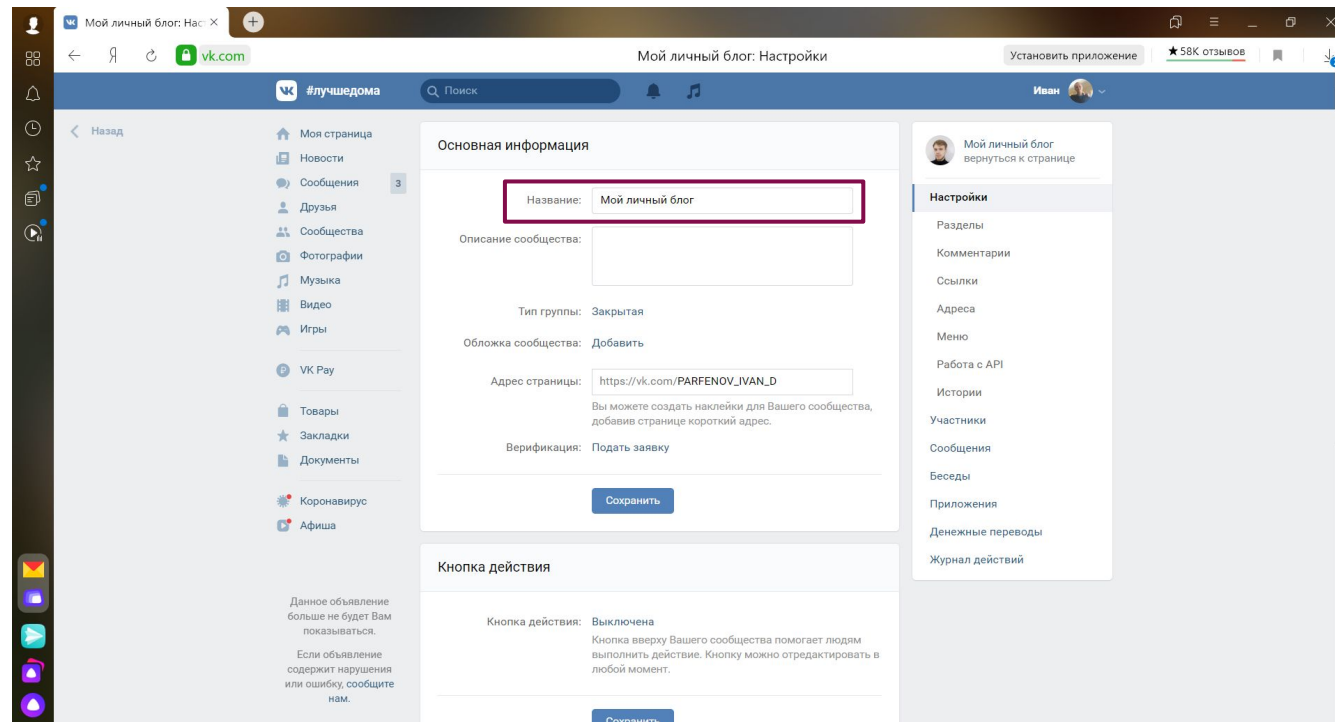 Мой личный блог: Нас
Я
vk.com
Мой личный блог: Настройки
Установить приложение
★58К отзывов
#лучшедома
Поиск
Иван
Назад
Моя страница
Новости
Сообщения 3
Друзья
Сообщества
Фотографии
Музыка
Видео
Игры
VK Pay
Товары
Закладки
Документы
Коронавирус
Афиша
Данное объявление
больше не будет Вам
показываться.
Если объявление
содержит нарушения
или ошибку, сообщите
нам.
Основная информация
Название: Мой личный блог
Описание сообщества:
Тип группы: Закрытая
Обложка сообщества: Добавить
Адрес страницы: https://vk.com/PARFENOV_IVAN_D
Вы можете создать наклейки для Вашего сообщества,
добавив странице короткий адрес.
Верификация: Подать заявку
Сохранить
Кнопка действия
Кнопка действия: Выключена
Кнопка вверху Вашего сообщества помогает людям
выполнить действие. Кнопку можно отредактировать в
любой момент.
Сохранить
Мой личный блог
вернуться к странице
Настройки
Разделы
Комментарии
Ссылки
Адреса
Меню
Работа с API
Истории
Участники
Сообщения
Беседы
Приложения
Денежные переводы
Журнал действий